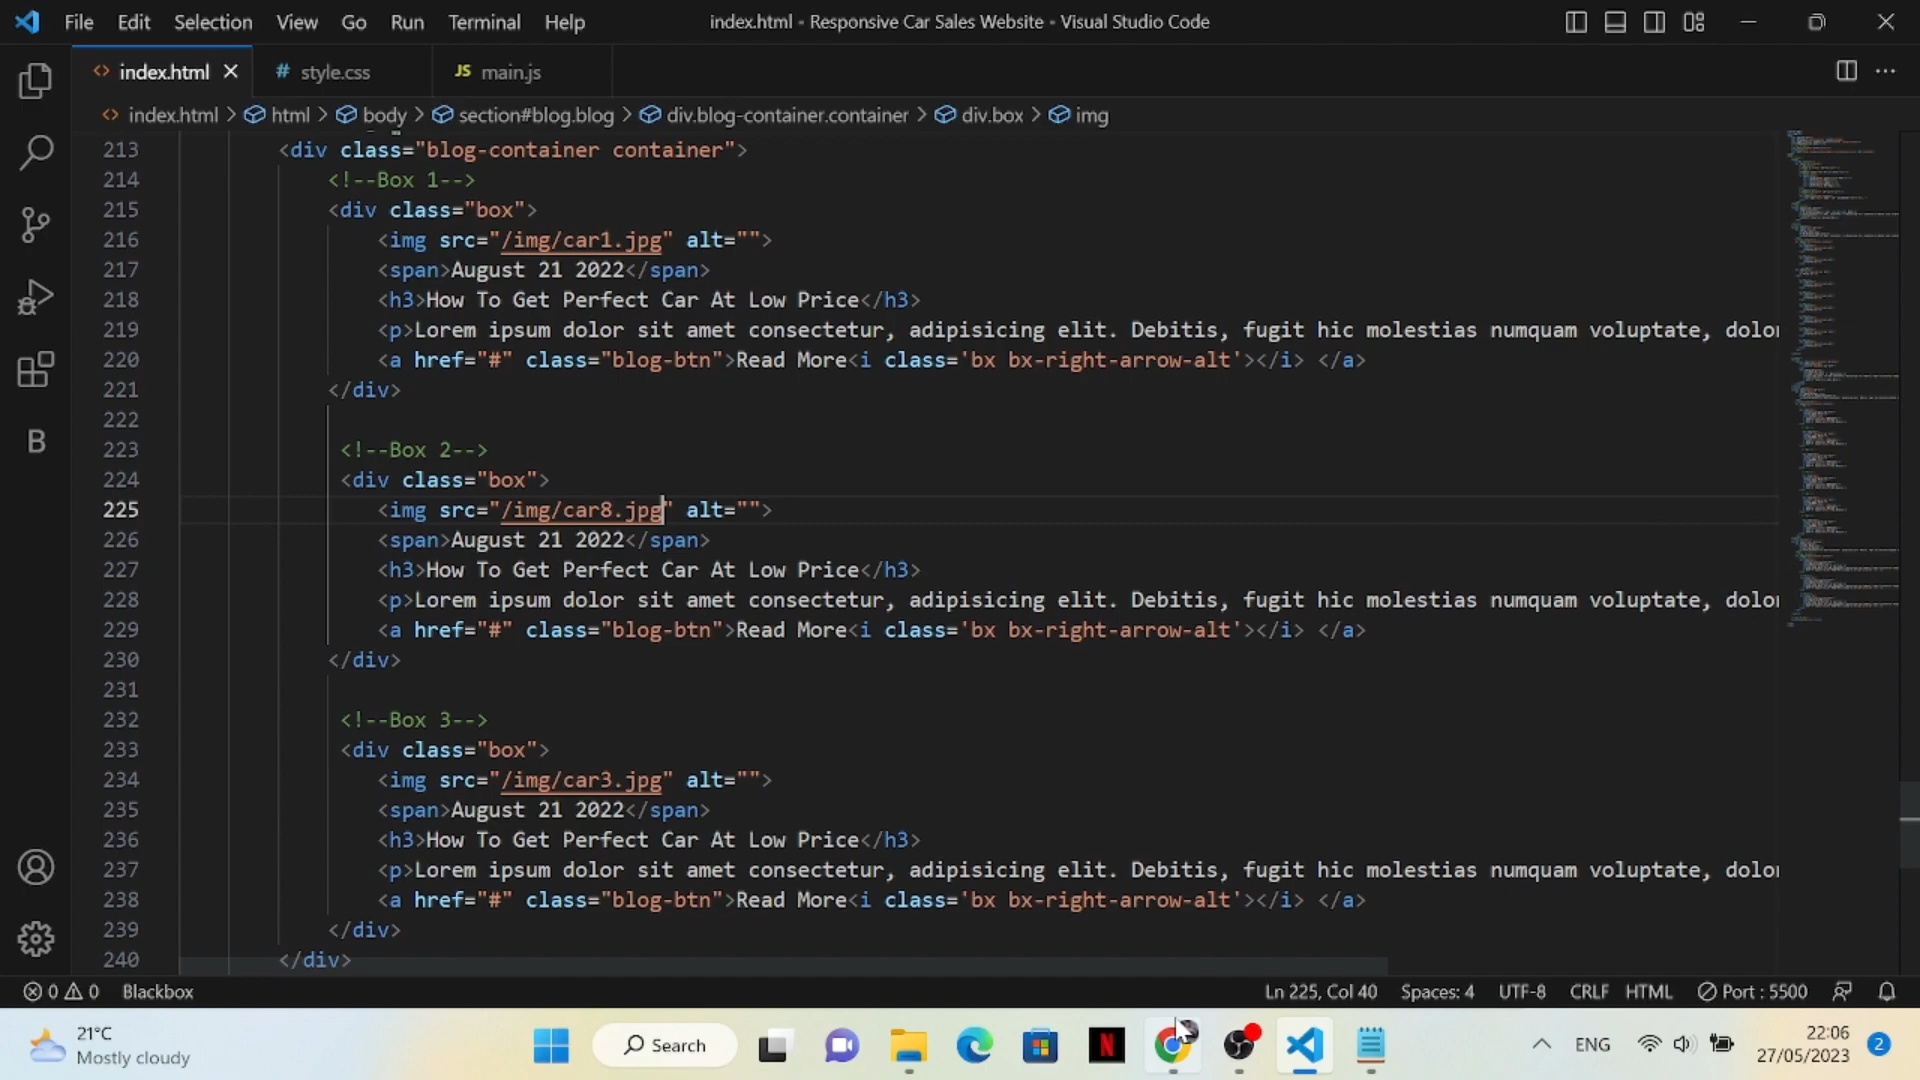 File Edit Selection View Go Run Terminal Help index.html - Responsive Car Sales Website - Visual Studio Code
index.html style.css JS main.js
index.html > html > body > section#blog.blog > div.blog-container.container > div.box > img
213 <div class="blog-container container">
214 <!--Box 1-->
215 <div class="box">
216 <img src="/img/car1.jpg" alt="">
217 <span>August 21 2022</span>
218 <h3>How To Get Perfect Car At Low Price</h3>
219 <p>Lorem ipsum dolor sit amet consectetur, adipisicing elit. Debitis, fugit hic molestias numquam voluptate, dolor
220 <a href="#" class="blog-btn">Read More<i class='bx bx-right-arrow-alt'></i> </a>
221 </div>
222
223 <!--Box 2-->
224 <div class="box">
225 <img src="/img/car8.jpg" alt="">
226 <span>August 21 2022</span>
227 <h3>How To Get Perfect Car At Low Price</h3>
228 <p>Lorem ipsum dolor sit amet consectetur, adipisicing elit. Debitis, fugit hic molestias numquam voluptate, dolor
229 <a href="#" class="blog-btn">Read More<i class='bx bx-right-arrow-alt'></i> </a>
230 </div>
231
232 <!--Box 3-->
233 <div class="box">
234 <img src="/img/car3.jpg" alt="">
235 <span>August 21 2022</span>
236 <h3>How To Get Perfect Car At Low Price</h3>
237 <p>Lorem ipsum dolor sit amet consectetur, adipisicing elit. Debitis, fugit hic molestias numquam voluptate, dolor
238 <a href="#" class="blog-btn">Read More<i class='bx bx-right-arrow-alt'></i> </a>
239 </div>
240 </div>
B
0 0 Blackbox Ln 225, Col 40 Spaces: 4 UTF-8 CRLF HTML Port : 5500
21°C
Mostly cloudy
Search
N
ENG
22:06
27/05/2023
2